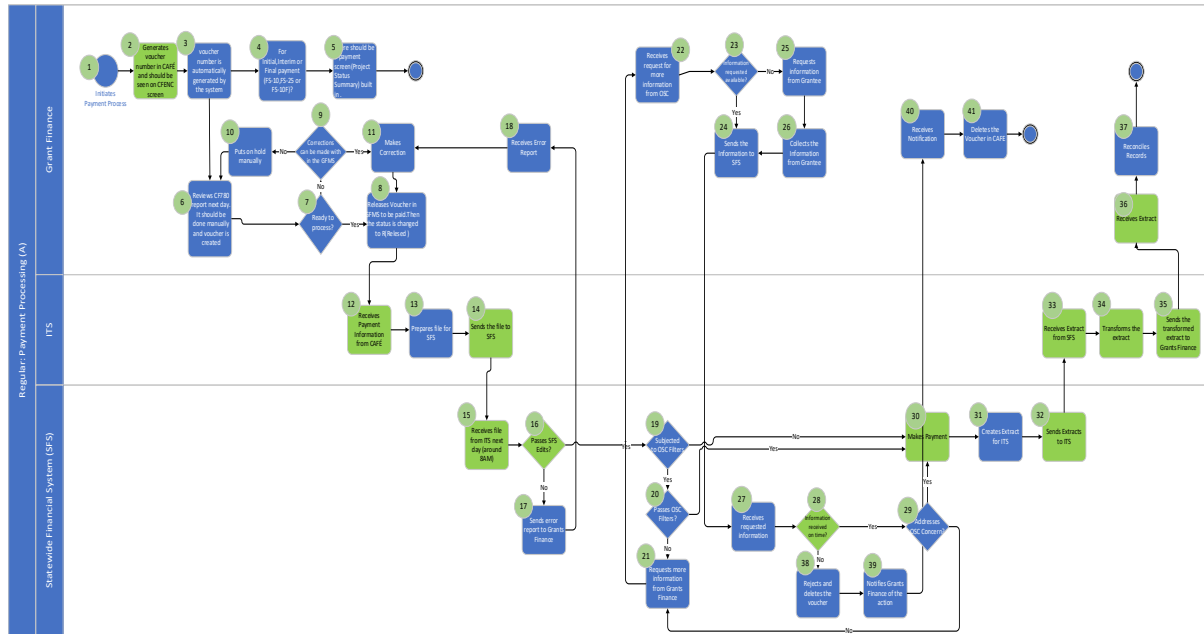 Regular: Payment Processing (A)
Grant Finance
ITS
Statewide Financial System (SFS)
1
Initiates
Payment Process
2
Generates
voucher
number in CAFÉ
and should be
seen on CFENC
screen
3
voucher
number is
automatically
generated by
the system
4
For
Initial,Interim or
Final payment
(FS-10,FS-25 or
FS-10F)?
5
re should be
payment
screen(Project
Status
Summary) built
in .
6
Reviews CF780
report next day.
It should be
done manually
and voucher is
created
7
Ready to
process?
No
Yes
8
Releases Voucher in
GFMS to be paid.Then
the status is changed
to R(Relesed )
9
Corrections
can be made with
in the GFMS
No
Yes
10
Puts on hold
manually
11
Makes
Correction
18
Receives Error
Report
12
Receives
Payment
Information
from CAFÉ
13
Prepares file for
SFS
14
Sends the file to
SFS
15
Receives file
from ITS next
day (around
8AM)
16
Passes SFS
Edits?
Yes
No
17
Sends error
report to Grants
Finance
19
Subjected
to OSC Filters
No
Yes
20
Passes OSC
Filters ?
Yes
No
21
Requests more
information
from Grants
Finance
22
Receives
request for
more
information
from OSC
23
Information
requested
available?
No
Yes
24
Sends the
Information to
SFS
25
Requests
Information
from Grantee
26
Collects the
Information
from Grantee
27
Receives
requested
information
28
Information
received
on time?
Yes
No
29
Addresses
OSC Concern?
Yes
No
30
Makes Payment
31
Creates Extract
for ITS
32
Sends Extracts
to ITS
33
Receives Extract
from SFS
34
Transforms the
extract
35
Sends the
transformed
extract to
Grants Finance
36
Receives Extract
37
Reconciles
Records
38
Rejects and
deletes the
voucher
39
Notifies Grants
Finance of the
action
40
Receives
Notification
41
Deletes the
Voucher in CAFE